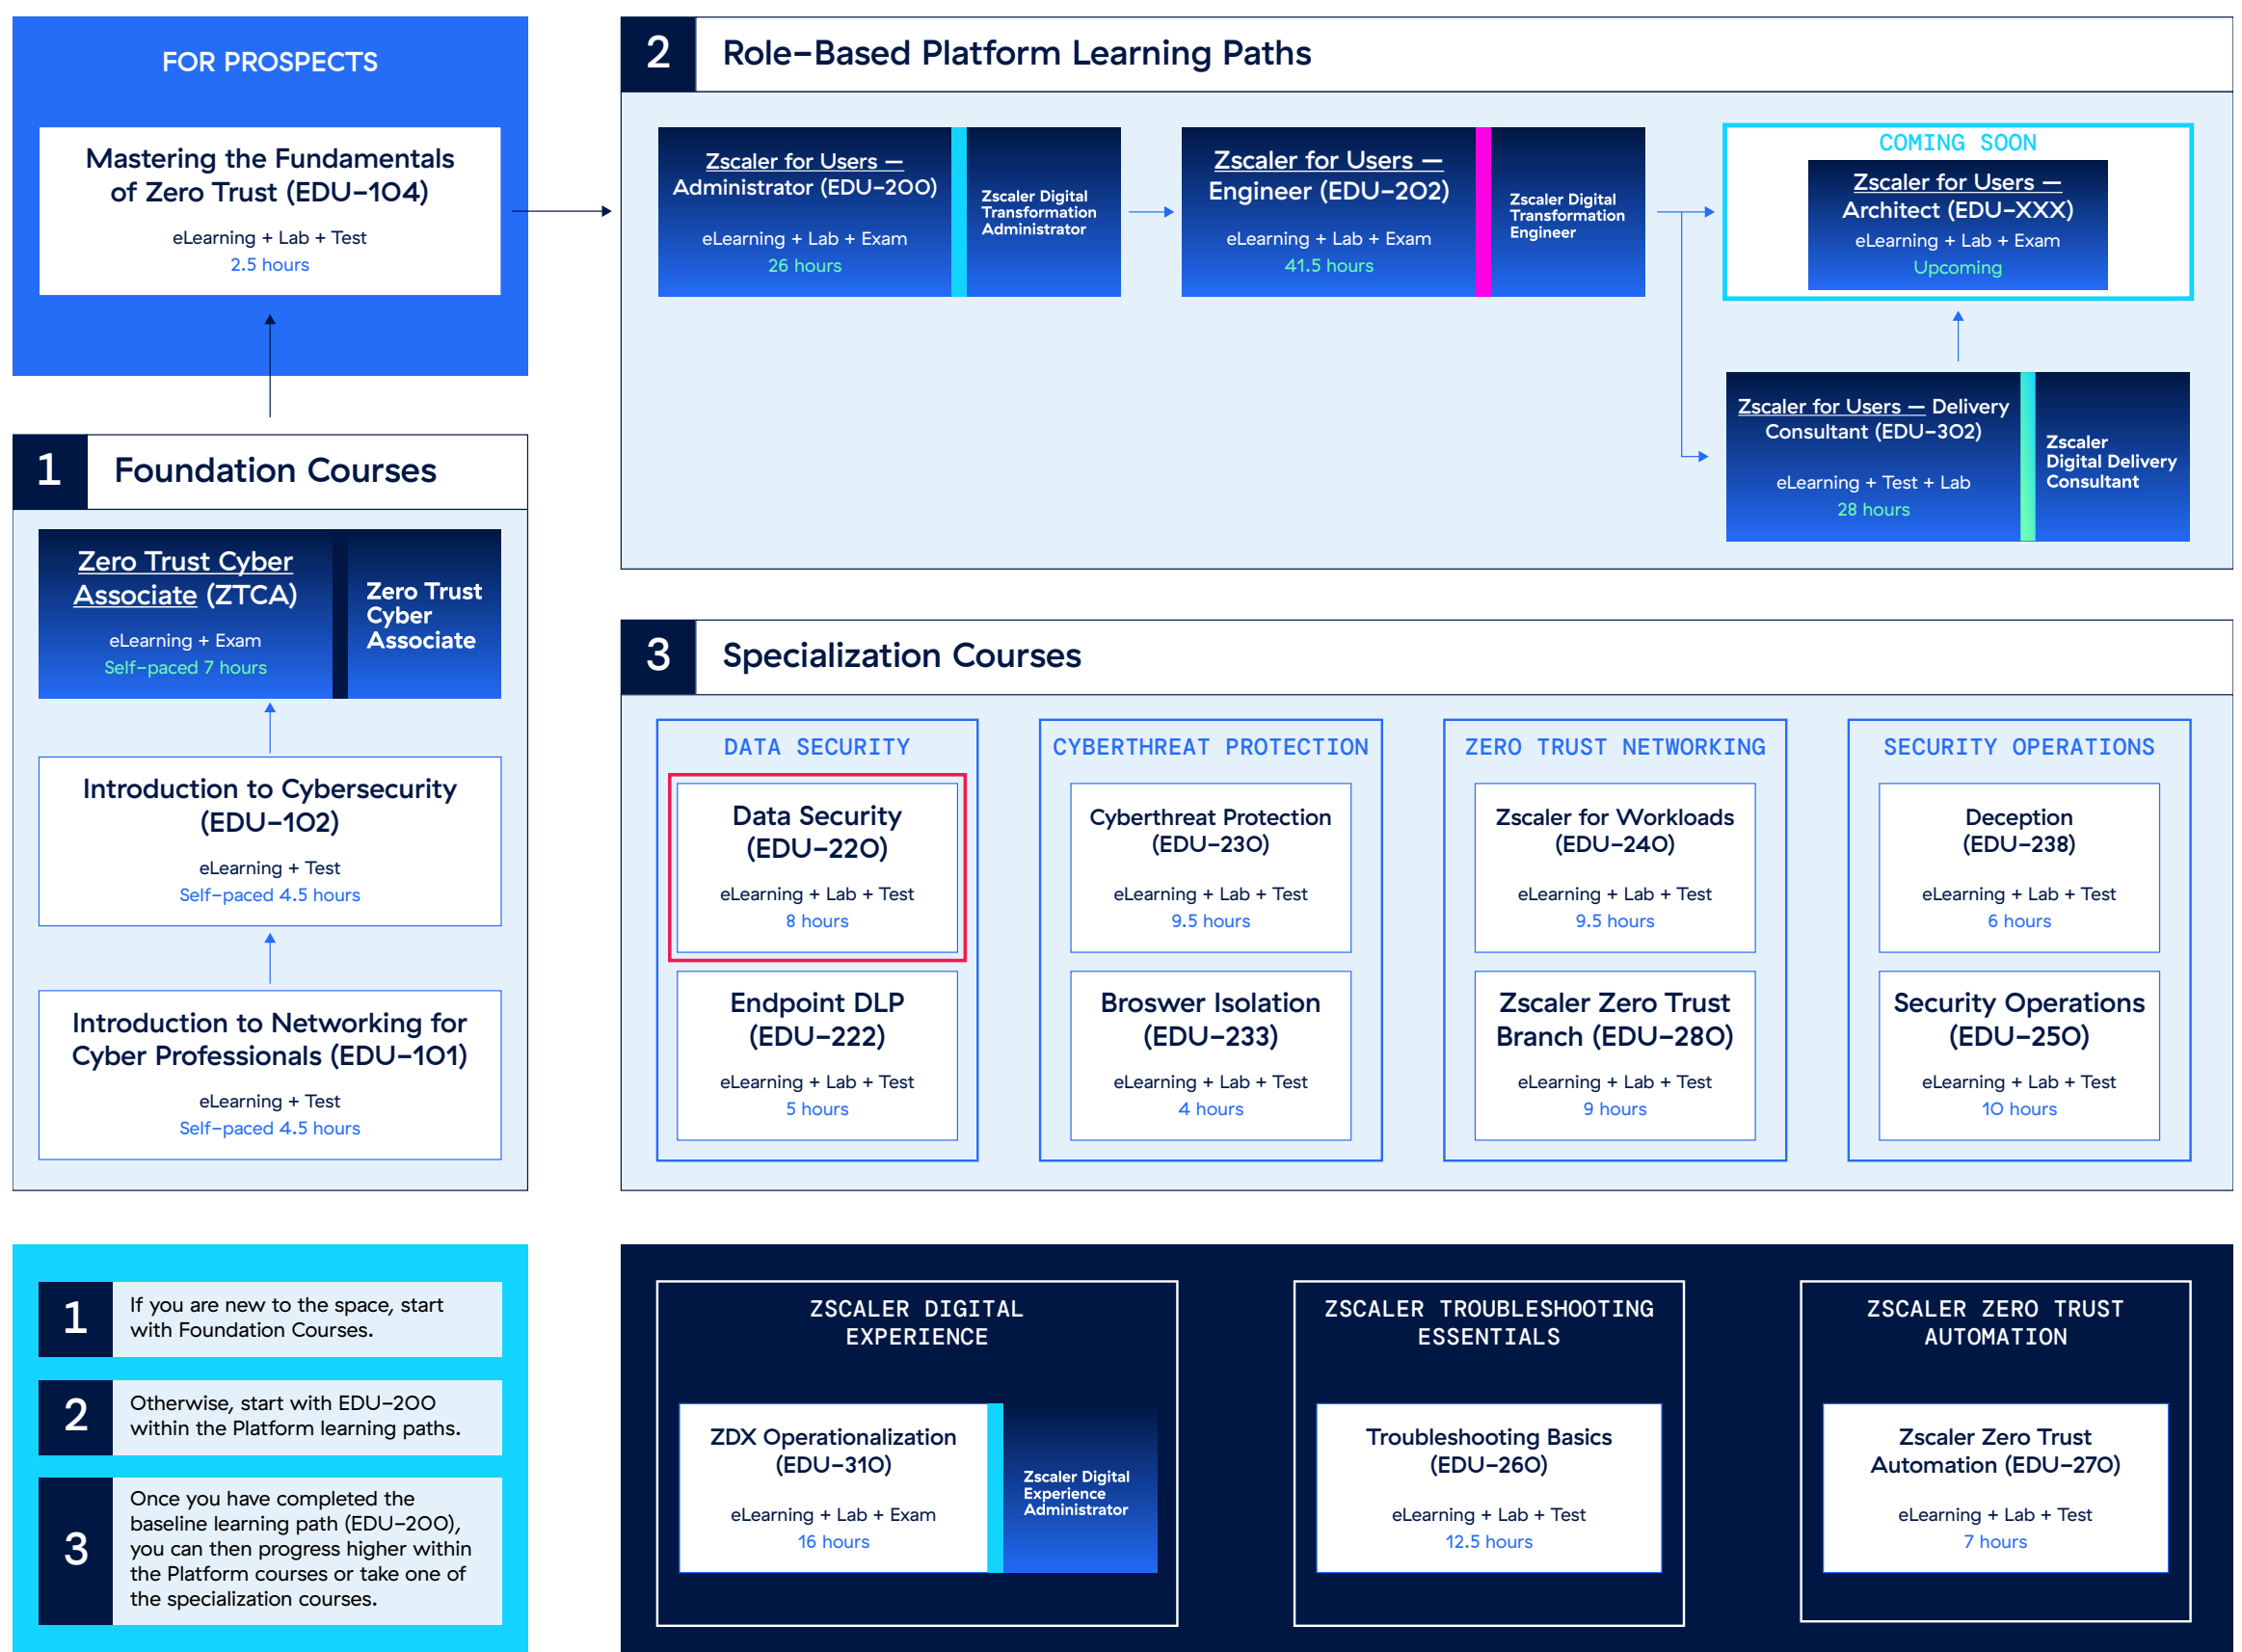 FOR PROSPECTS
Mastering the Fundamentals
of Zero Trust (EDU-104)
eLearning + Lab + Test
2.5 hours
1
Foundation Courses
Zero Trust Cyber
Associate (ZTCA)
eLearning + Exam
Self-paced 7 hours
Zero Trust
Cyber
Associate
Introduction to Cybersecurity
(EDU-102)
eLearning + Test
Self-paced 4.5 hours
Introduction to Networking for
Cyber Professionals (EDU-101)
eLearning + Test
Self-paced 4.5 hours
2
Role-Based Platform Learning Paths
Zscaler for Users —
Administrator (EDU-200)
eLearning + Lab + Exam
26 hours
Zscaler Digital
Transformation
Administrator
Zscaler for Users —
Engineer (EDU-202)
eLearning + Lab + Exam
41.5 hours
Zscaler Digital
Transformation
Engineer
COMING SOON
Zscaler for Users —
Architect (EDU-XXX)
eLearning + Lab + Exam
Upcoming
Zscaler for Users — Delivery
Consultant (EDU-302)
eLearning + Test + Lab
28 hours
Zscaler
Digital Delivery
Consultant
3
Specialization Courses
DATA SECURITY
Data Security
(EDU-220)
eLearning + Lab + Test
8 hours
Endpoint DLP
(EDU-222)
eLearning + Lab + Test
5 hours
CYBERTHREAT PROTECTION
Cyberthreat Protection
(EDU-230)
eLearning + Lab + Test
9.5 hours
Broswer Isolation
(EDU-233)
eLearning + Lab + Test
4 hours
ZERO TRUST NETWORKING
Zscaler for Workloads
(EDU-240)
eLearning + Lab + Test
9.5 hours
Zscaler Zero Trust
Branch (EDU-280)
eLearning + Lab + Test
9 hours
SECURITY OPERATIONS
Deception
(EDU-238)
eLearning + Lab + Test
6 hours
Security Operations
(EDU-250)
eLearning + Lab + Test
10 hours
1
If you are new to the space, start
with Foundation Courses.
2
Otherwise, start with EDU-200
within the Platform learning paths.
3
Once you have completed the
baseline learning path (EDU-200),
you can then progress higher within
the Platform courses or take one of
the specialization courses.
ZSCALER DIGITAL
EXPERIENCE
ZDX Operationalization
(EDU-310)
eLearning + Lab + Exam
16 hours
Zscaler Digital
Experience
Administrator
ZSCALER TROUBLESHOOTING
ESSENTIALS
Troubleshooting Basics
(EDU-260)
eLearning + Lab + Test
12.5 hours
ZSCALER ZERO TRUST
AUTOMATION
Zscaler Zero Trust
Automation (EDU-270)
eLearning + Lab + Test
7 hours